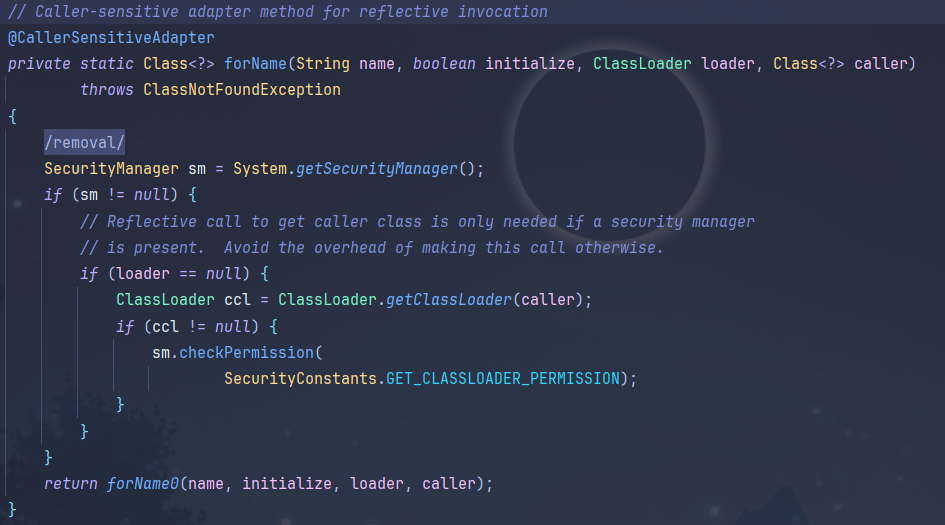 // Caller-sensitive adapter method for reflective invocation
@CallerSensitiveAdapter
private static Class<?> forName(String name, boolean initialize, ClassLoader loader, Class<?> caller)
        throws ClassNotFoundException
{
    /removal/
    SecurityManager sm = System.getSecurityManager();
    if (sm != null) {
        // Reflective call to get caller class is only needed if a security manager
        // is present.  Avoid the overhead of making this call otherwise.
        if (loader == null) {
            ClassLoader ccl = ClassLoader.getClassLoader(caller);
            if (ccl != null) {
                sm.checkPermission(
                        SecurityConstants.GET_CLASSLOADER_PERMISSION);
            }
        }
    }
    return forName0(name, initialize, loader, caller);
}